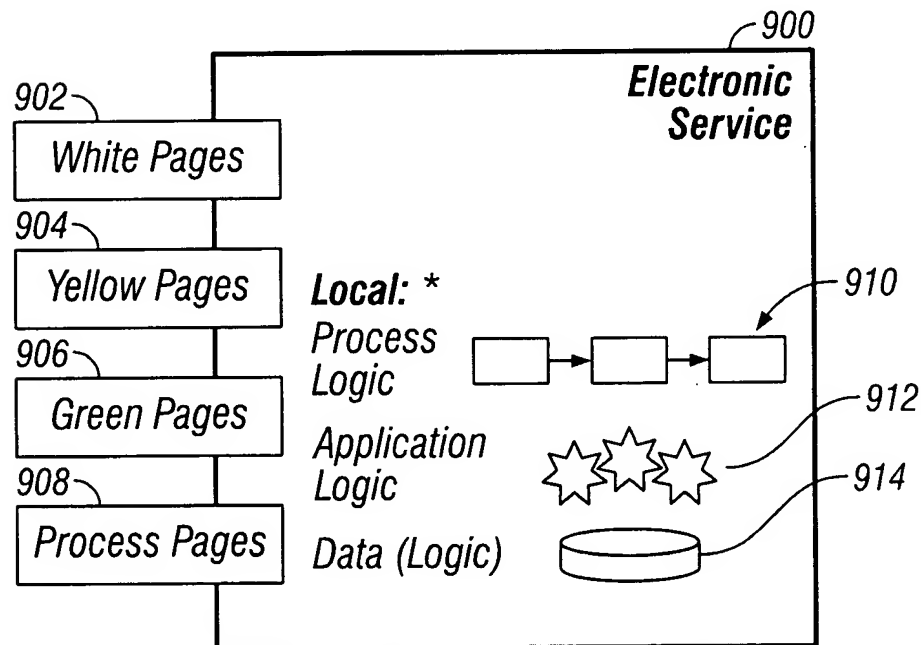 900
Electronic
Service
902
White Pages
904
Yellow Pages
Local: *
910
Process
Logic
906
Green Pages
912
Application
Logic
908
914
Process Pages
Data (Logic)